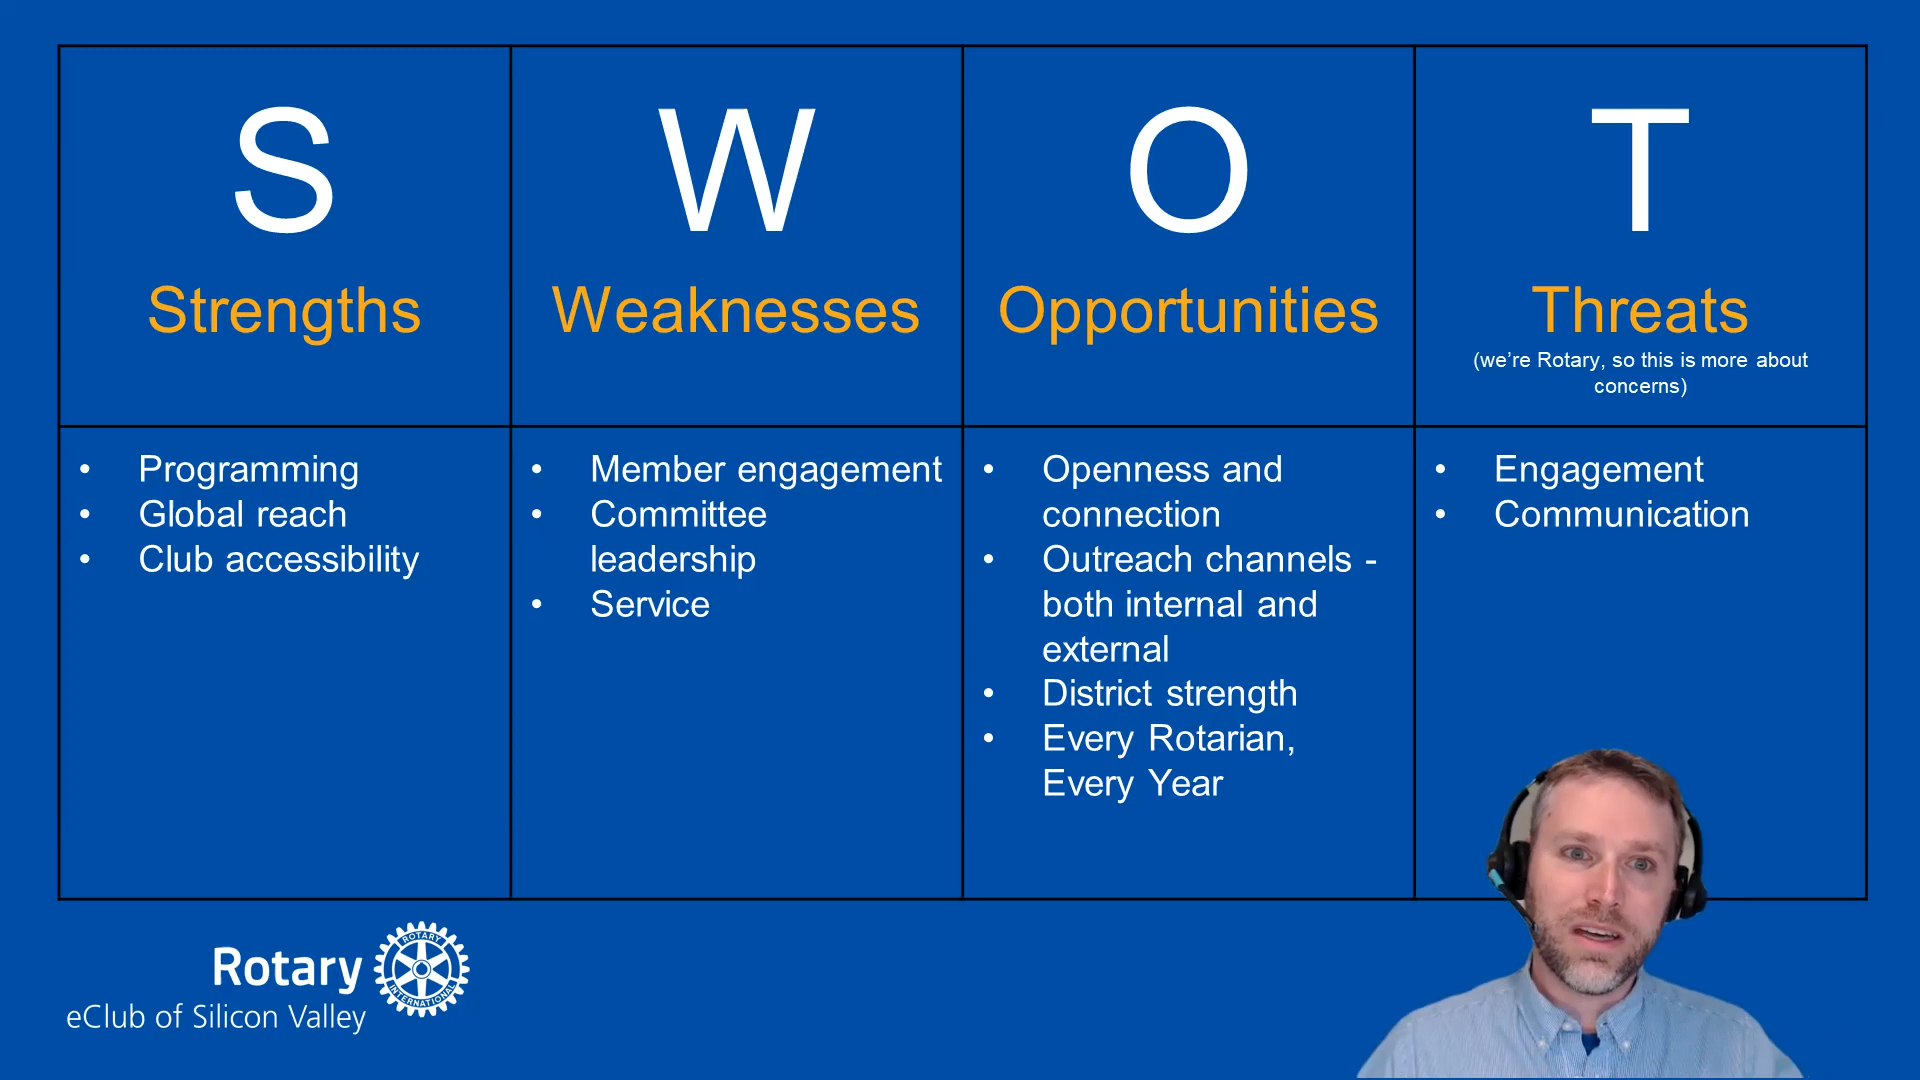 S
Strengths
W
Weaknesses
O
Opportunities
T
Threats
(we’re Rotary, so this is more about
concerns)
• Programming
• Global reach
• Club accessibility
• Member engagement
• Committee
leadership
• Service
• Openness and
connection
• Outreach channels -
both internal and
external
• District strength
• Every Rotarian,
Every Year
• Engagement
• Communication
Rotary
ROTARY
INTERNATIONAL
eClub of Silicon Valley